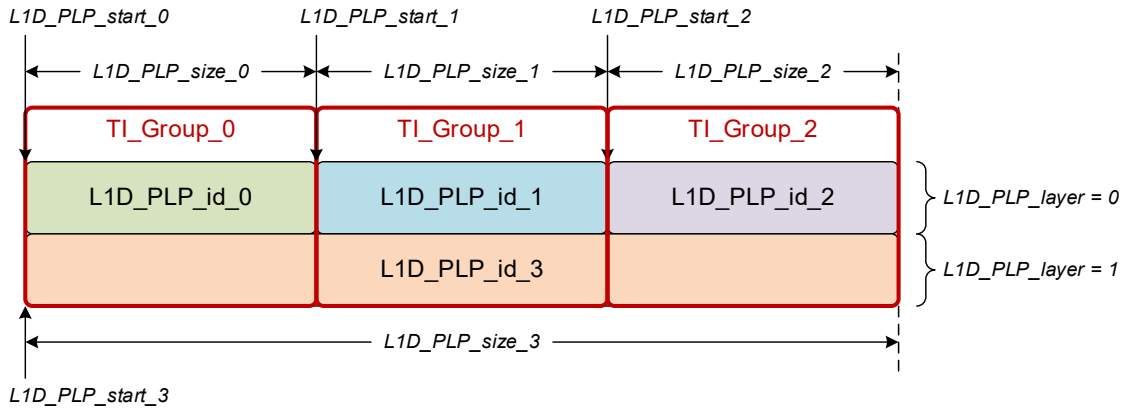 L1D_PLP_start_0
L1D_PLP_start_1
L1D_PLP_start_2
L1D_PLP_size_0
L1D_PLP_size_1
L1D_PLP_size_2
TI_Group_0
TI_Group_1
TI_Group_2
L1D_PLP_id_0
L1D_PLP_id_1
L1D_PLP_id_2
L1D_PLP_layer = 0
L1D_PLP_id_3
L1D_PLP_layer = 1
L1D_PLP_size_3
L1D_PLP_start_3